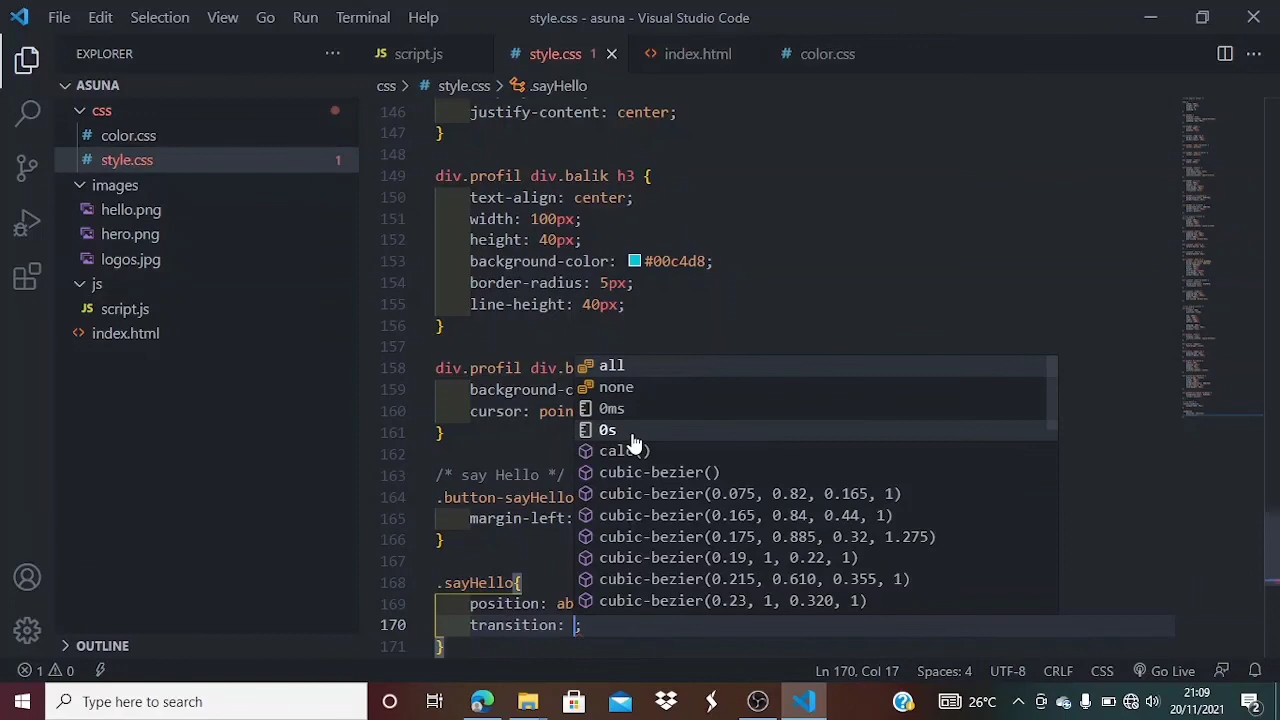 File Edit Selection View Go Run Terminal Help
style.css - asuna - Visual Studio Code
EXPLORER
script.js
style.css 1
index.html
color.css
ASUNA
css > style.css > .sayHello
css
color.css
style.css 1
images
hello.png
hero.png
logos.jpg
js
script.js
index.html
OUTLINE
146 justify-content: center;
147 }
148
149 div.profil div.balik h3 {
150 text-align: center;
151 width: 100px;
152 height: 40px;
153 background-color: #00c4d8;
154 border-radius: 5px;
155 line-height: 40px;
156 }
157
158 div.profil div.b
159 background-c
160 cursor: poin
161 }
162
163 /* say Hello */
164 .button-sayHello
165 margin-left:
166 }
167
168 .sayHello{
169 position: ab
170 transition: ;
171 }
all
none
0ms
0s
calc()
cubic-bezier()
cubic-bezier(0.075, 0.82, 0.165, 1)
cubic-bezier(0.165, 0.84, 0.44, 1)
cubic-bezier(0.175, 0.885, 0.32, 1.275)
cubic-bezier(0.19, 1, 0.22, 1)
cubic-bezier(0.215, 0.610, 0.355, 1)
cubic-bezier(0.23, 1, 0.320, 1)
1 0
Ln 170, Col 17 Spaces: 4 UTF-8 CRLF CSS Go Live
Type here to search
26°C
21:09
20/11/2021
2